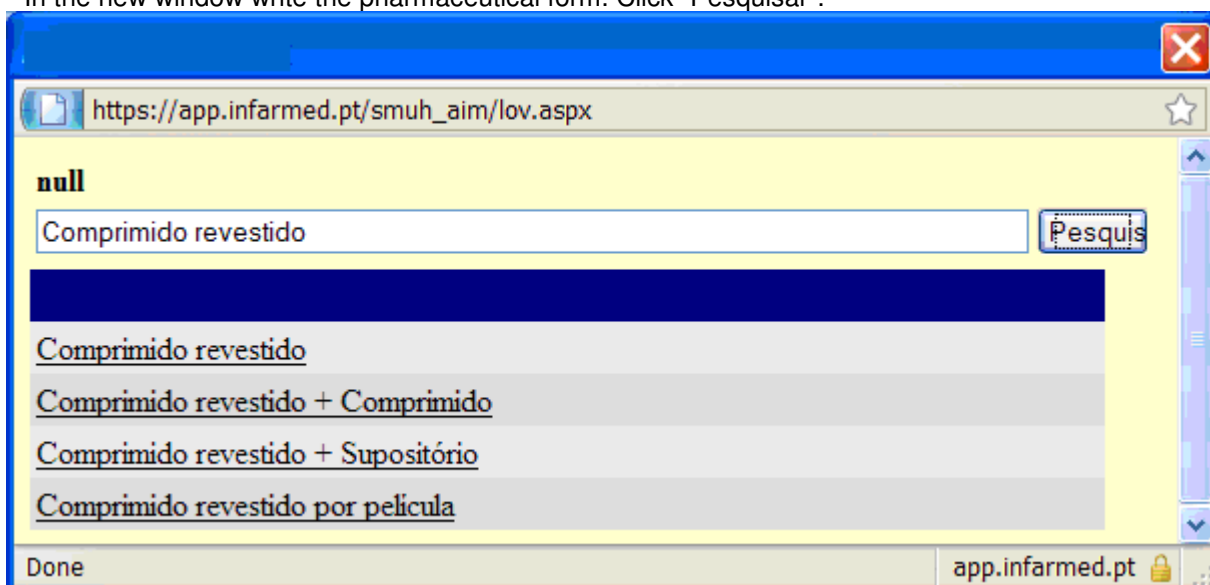 In the new window write the pharmaceutical form. Click "Pesquisar".
https://app.infarmed.pt/smuh_aim/lov.aspx
null
Comprimido revestido
Pesquis
Comprimido revestido
Comprimido revestido + Comprimido
Comprimido revestido + Supositório
Comprimido revestido por película
Done
app.infarmed.pt